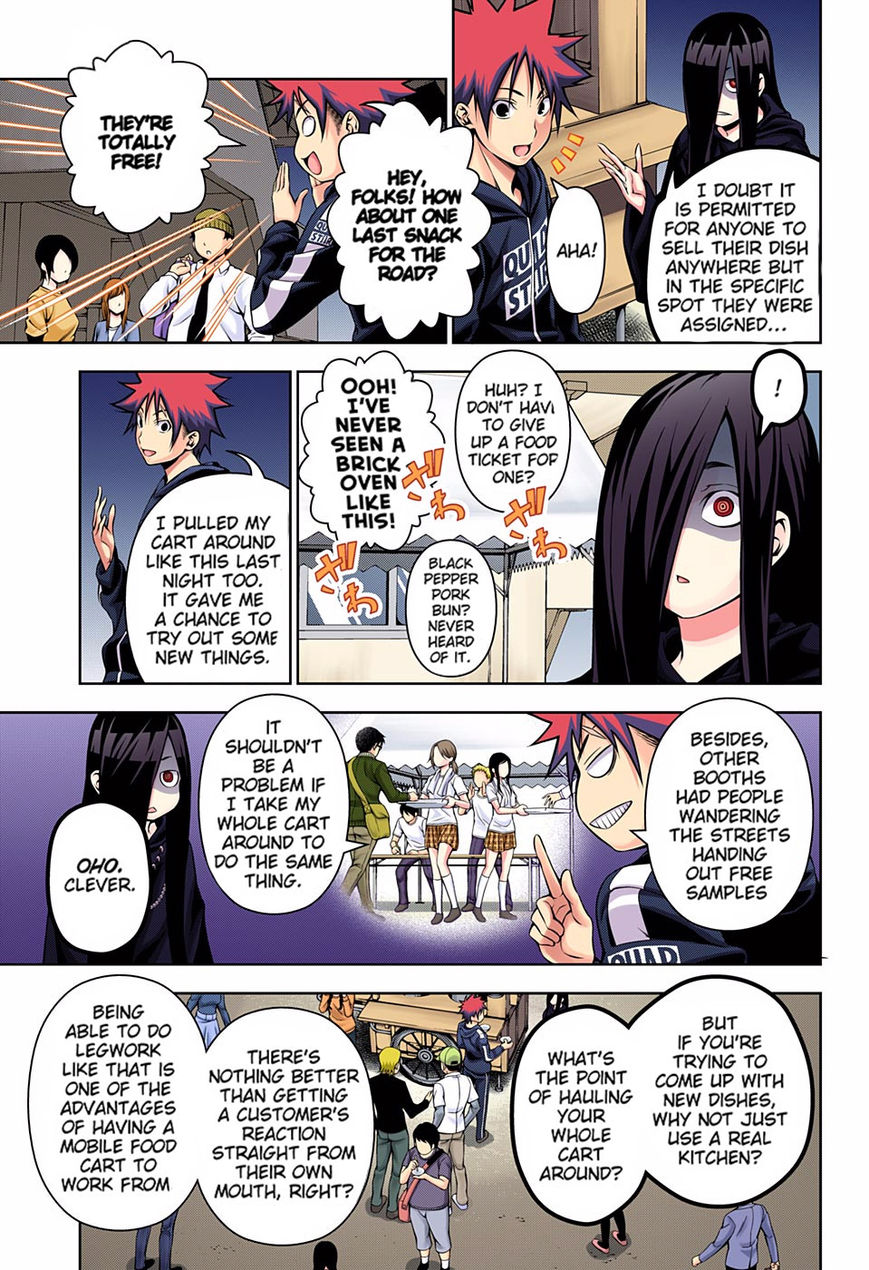 I DOUBT IT
IS PERMITTED
FOR ANYONE TO
SELL THEIR DISH
ANYWHERE BUT
IN THE SPECIFIC
SPOT THEY WERE
ASSIGNED...
AHA!
HEY,
FOLKS! HOW
ABOUT ONE
LAST SNACK
FOR THE
ROAD?
THEY'RE
TOTALLY
FREE!
!
HUH? I
DON'T HAVE
TO GIVE
UP A FOOD
TICKET FOR
ONE?
OOH!
I'VE
NEVER
SEEN A
BRICK
OVEN
LIKE
THIS!
BLACK
PEPPER
PORK
BUN?
NEVER
HEARD
OF IT.
ざわ
ざわ
ざわ
I PULLED MY
CART AROUND
LIKE THIS LAST
NIGHT TOO.
IT GAVE ME
A CHANCE TO
TRY OUT SOME
NEW THINGS.
BESIDES,
OTHER
BOOTHS
HAD PEOPLE
WANDERING
THE STREETS
HANDING
OUT FREE
SAMPLES
QUAR
IT
SHOULDN'T
BE A
PROBLEM IF
I TAKE MY
WHOLE CART
AROUND TO
DO THE SAME
THING.
OHO.
CLEVER.
BUT
IF YOU'RE
TRYING TO
COME UP WITH
NEW DISHES,
WHY NOT JUST
USE A REAL
KITCHEN?
WHAT'S
THE POINT
OF HAULING
YOUR
WHOLE
CART
AROUND?
THERE'S
NOTHING BETTER
THAN GETTING
A CUSTOMER'S
REACTION
STRAIGHT FROM
THEIR OWN
MOUTH, RIGHT?
BEING
ABLE TO DO
LEGWORK
LIKE THAT IS
ONE OF THE
ADVANTAGES
OF HAVING A
MOBILE FOOD
CART TO
WORK FROM